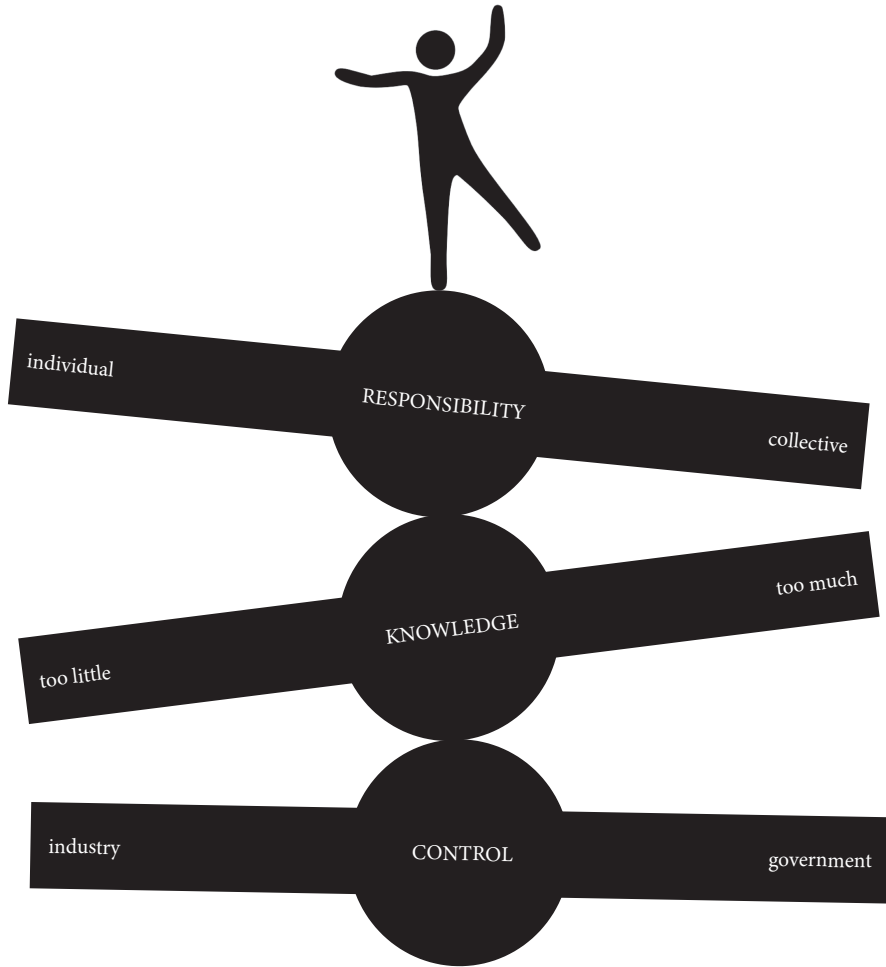 individual
RESPONSIBILITY
collective
too little
KNOWLEDGE
too much
industry
CONTROL
government